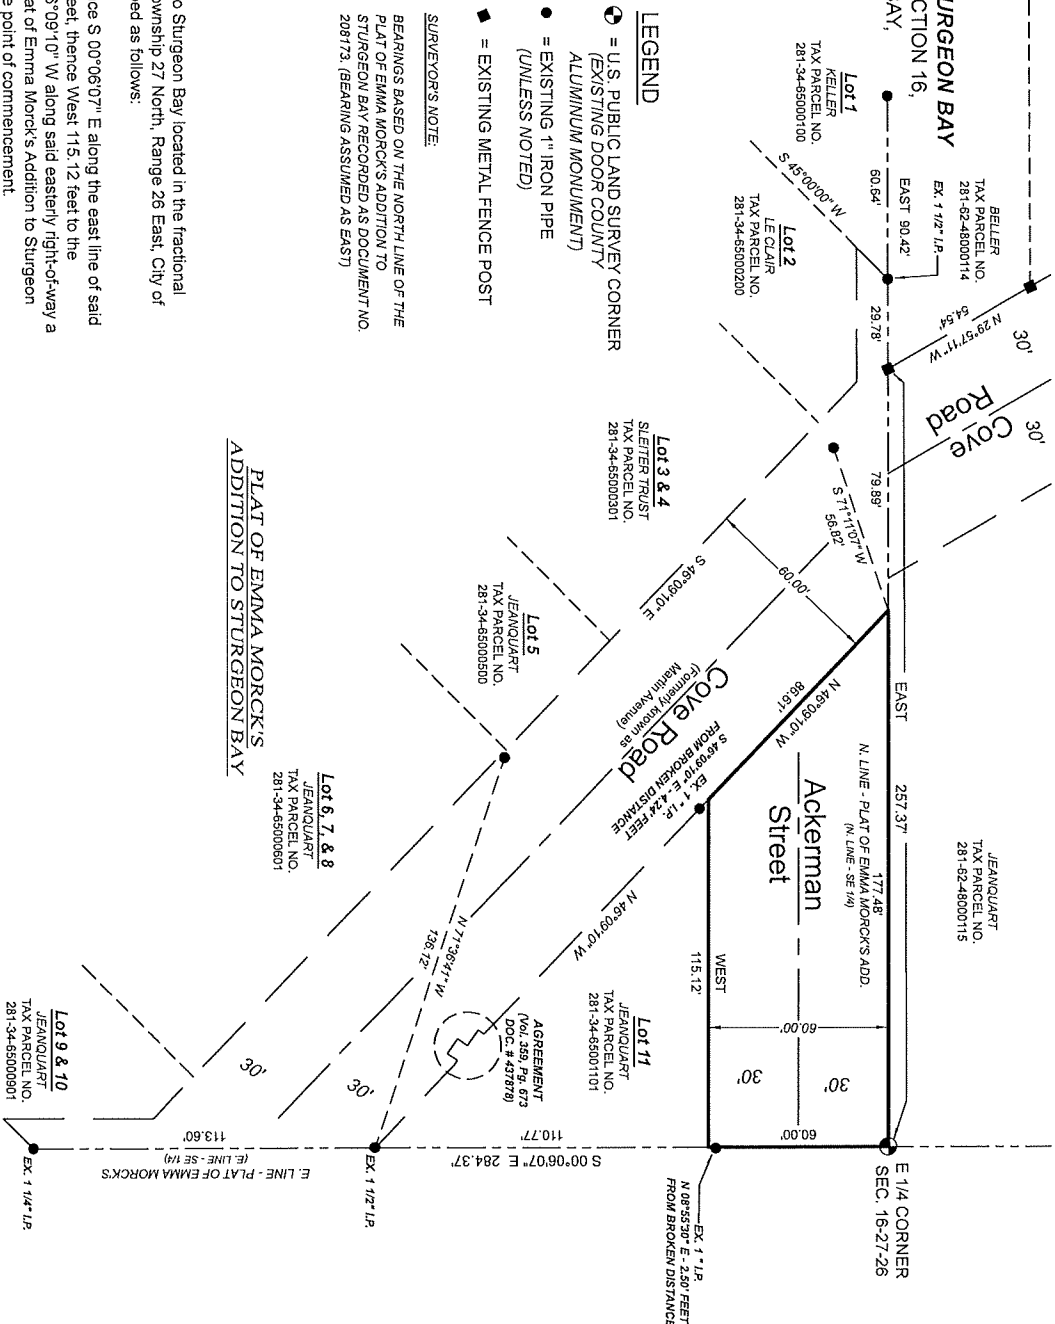 URGEON BAY
CTION 16,
BAY,
BELLER
TAX PARCEL NO.
281-62-48000114
Lot 1
KELLER
TAX PARCEL NO.
281-34-65000100
EX. 1 1/2" I.P.
EAST 90.42'
60.64'
29.78'
79.89'
S 45°00'00" W
Lot 2
LE CLAIR
TAX PARCEL NO.
281-34-65000200
N 29°57'11" W
54.54'
30'
30'
Cove
Road
LEGEND
= U.S. PUBLIC LAND SURVEY CORNER
(EXISTING DOOR COUNTY
ALUMINUM MONUMENT)
= EXISTING 1" IRON PIPE
(UNLESS NOTED)
= EXISTING METAL FENCE POST
SURVEYOR'S NOTE:
BEARINGS BASED ON THE NORTH LINE OF THE
PLAT OF EMMA MORCK'S ADDITION TO
STURGEON BAY RECORDED AS DOCUMENT NO.
208173. (BEARING ASSUMED AS EAST)
o Sturgeon Bay located in the fractional
ownship 27 North, Range 26 East, City of
ed as follows:
ce S 00°06'07" E along the east line of said
eet, thence West 115.12 feet to the
6°09'10" W along said easterly right-of-way a
at of Emma Morck's Addition to Sturgeon
e point of commencement.
Lot 3 & 4
SLEITER TRUST
TAX PARCEL NO.
281-34-65000301
S 71°11'07" W
56.82'
60.00'
S 46°09'10" E
EAST
257.37'
177.48'
N. LINE - PLAT OF EMMA MORCK'S ADD.
(N. LINE - SE 1/4)
JEANQUART
TAX PARCEL NO.
281-62-48000115
N 46°09'10" W
86.61'
Ackerman
Street
Cove Road
(Formerly known as
Martin Avenue)
EX. 1" I.P.
S 46°09'10" E - 4.24' FEET
FROM BROKEN DISTANCE
Lot 5
JEANQUART
TAX PARCEL NO.
281-34-65000500
PLAT OF EMMA MORCK'S
ADDITION TO STURGEON BAY
Lot 6, 7, & 8
JEANQUART
TAX PARCEL NO.
281-34-65000601
N 46°09'10" W
N 71°36'41" W
136.12'
WEST
115.12'
60.00'
30'
30'
60.00'
Lot 11
JEANQUART
TAX PARCEL NO.
281-34-65001101
AGREEMENT
(Vol. 359, Pg. 673
DOC. # 437878)
30'
30'
Lot 9 & 10
JEANQUART
TAX PARCEL NO.
281-34-65000901
E 1/4 CORNER
SEC. 16-27-26
EX. 1" I.P.
N 08°55'30" E - 2.50' FEET
FROM BROKEN DISTANCE
110.77'
S 00°06'07" E 284.37'
EX. 1 1/2" I.P.
113.60'
(E. LINE - SE 1/4)
E. LINE - PLAT OF EMMA MORCK'S
EX. 1 1/4" I.P.